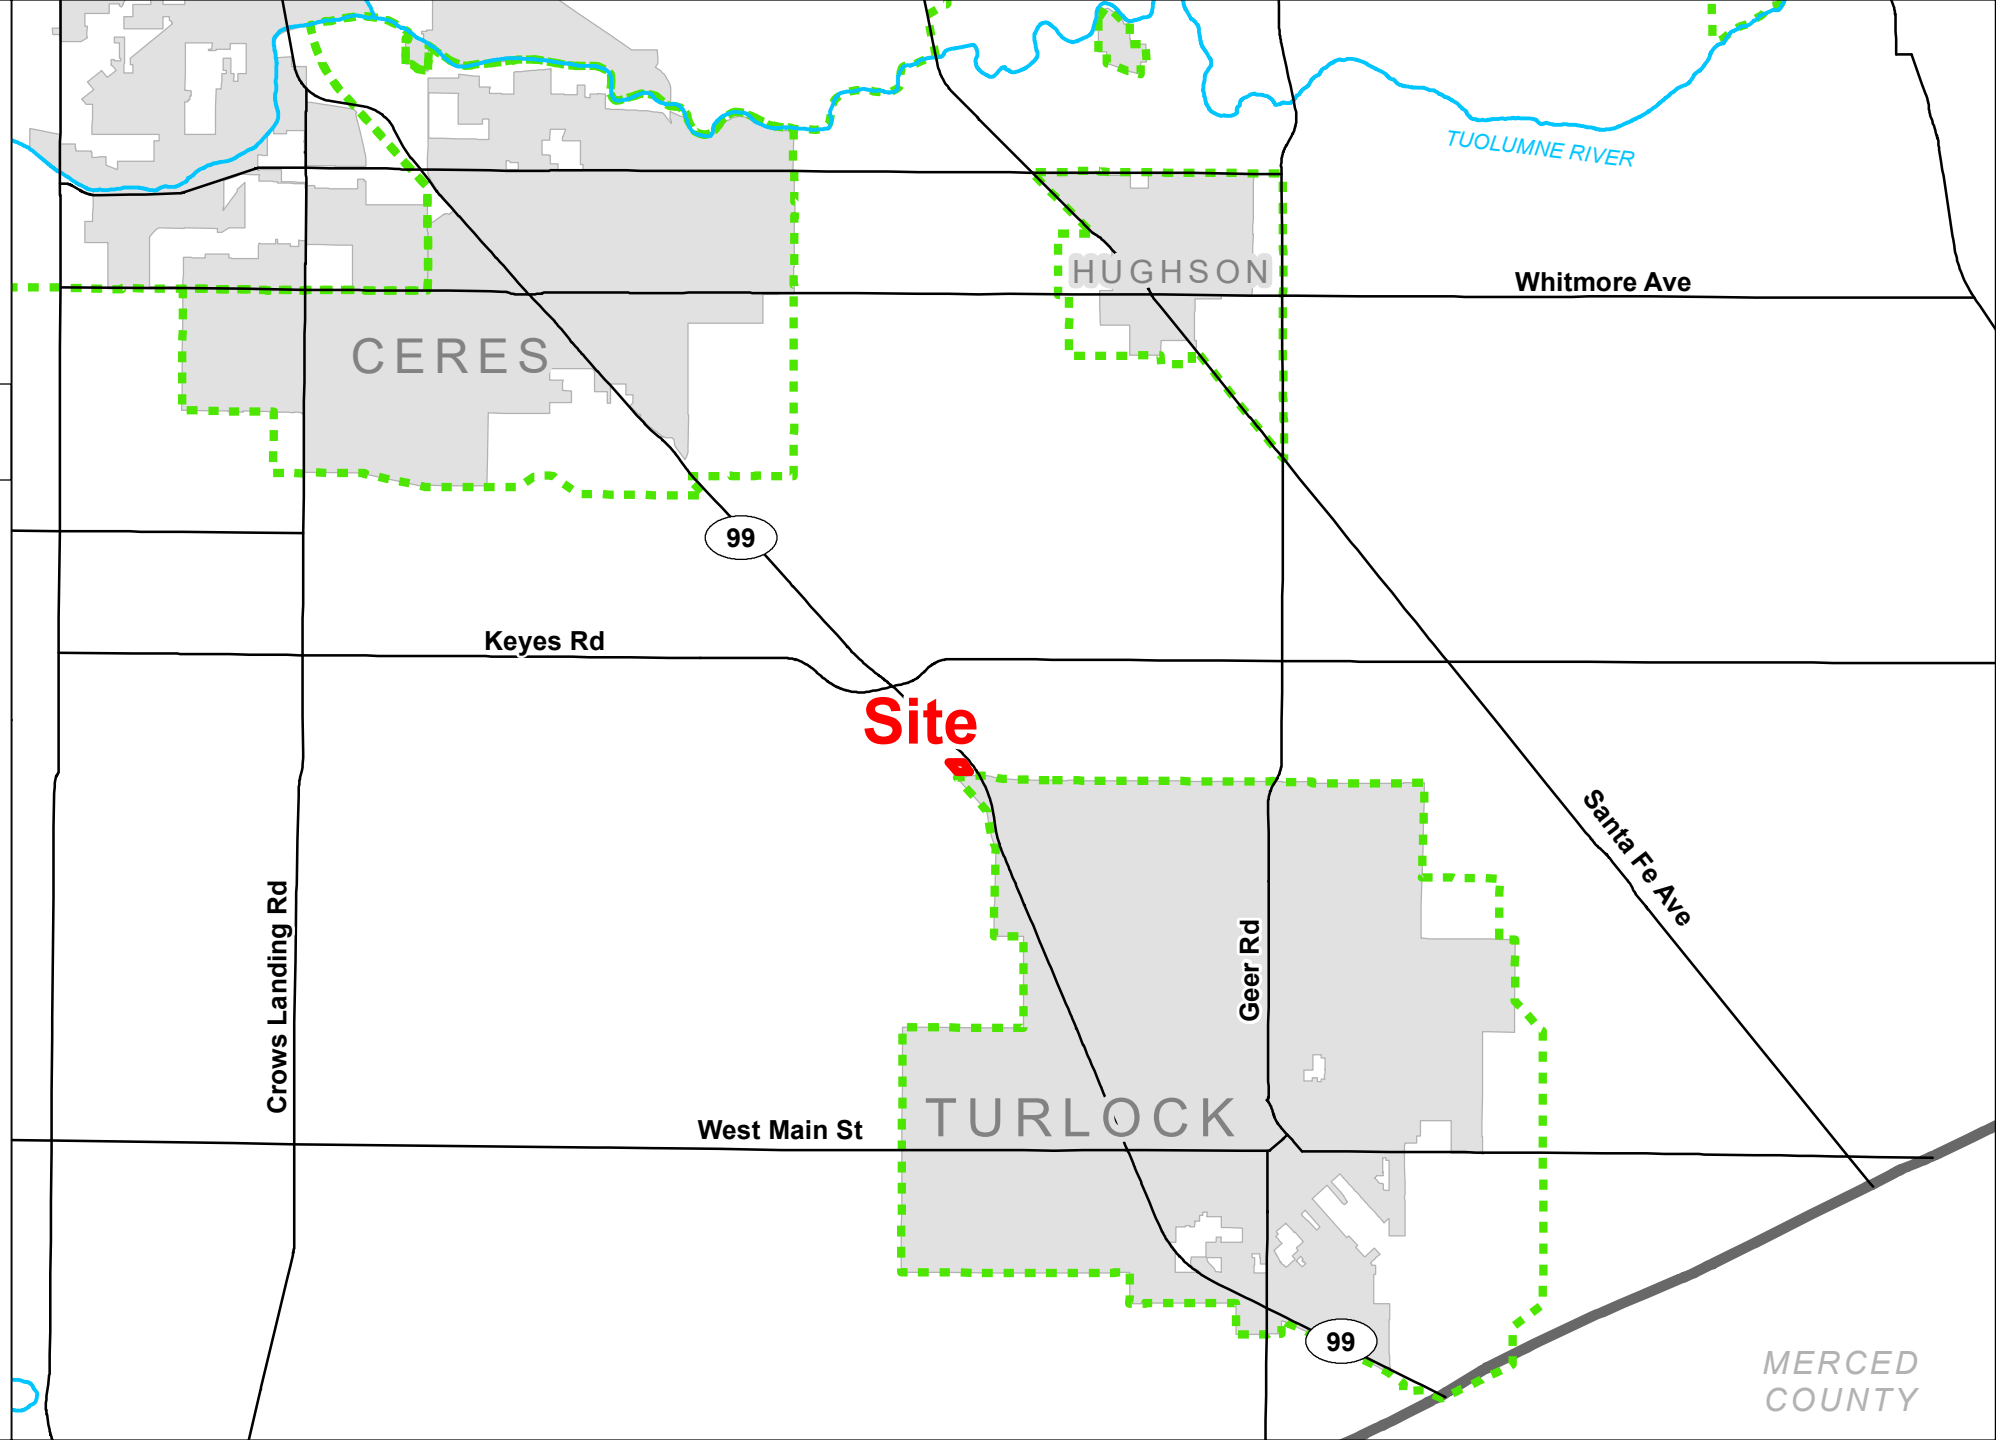 TUOLUMNE RIVER
HUGHSON
Whitmore Ave
CERES
99
Keyes Rd
Site
Santa Fe Ave
Crows Landing Rd
Geer Rd
TURLOCK
West Main St
99
MERCED
COUNTY